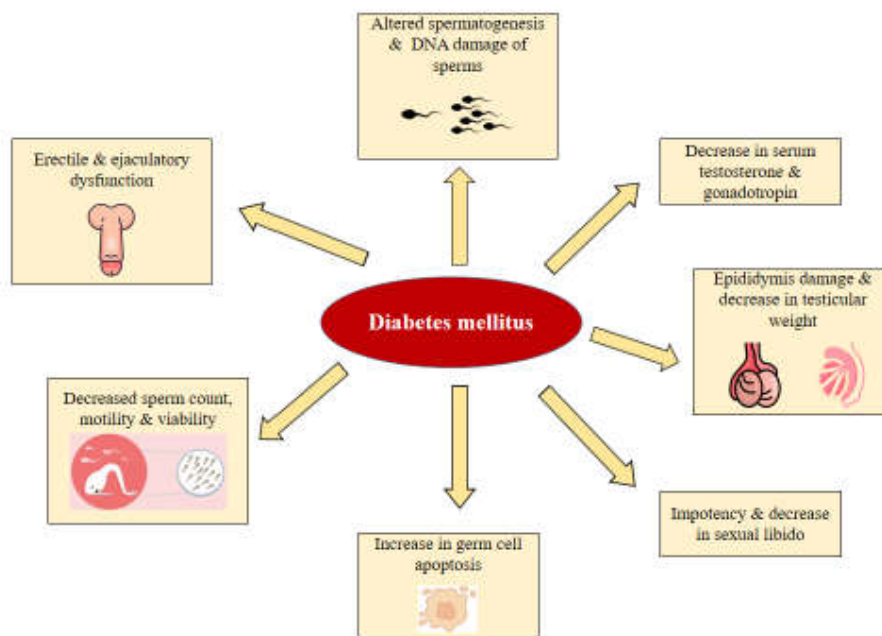 Altered spermatogenesis
& DNA damage of
sperms
Erectile & ejaculatory
dysfunction
Decrease in serum
testosterone &
gonadotropin
Diabetes mellitus
Epididymis damage &
decrease in testicular
weight
Decreased sperm count,
motility & viability
Impotency & decrease
in sexual libido
Increase in germ cell
apoptosis